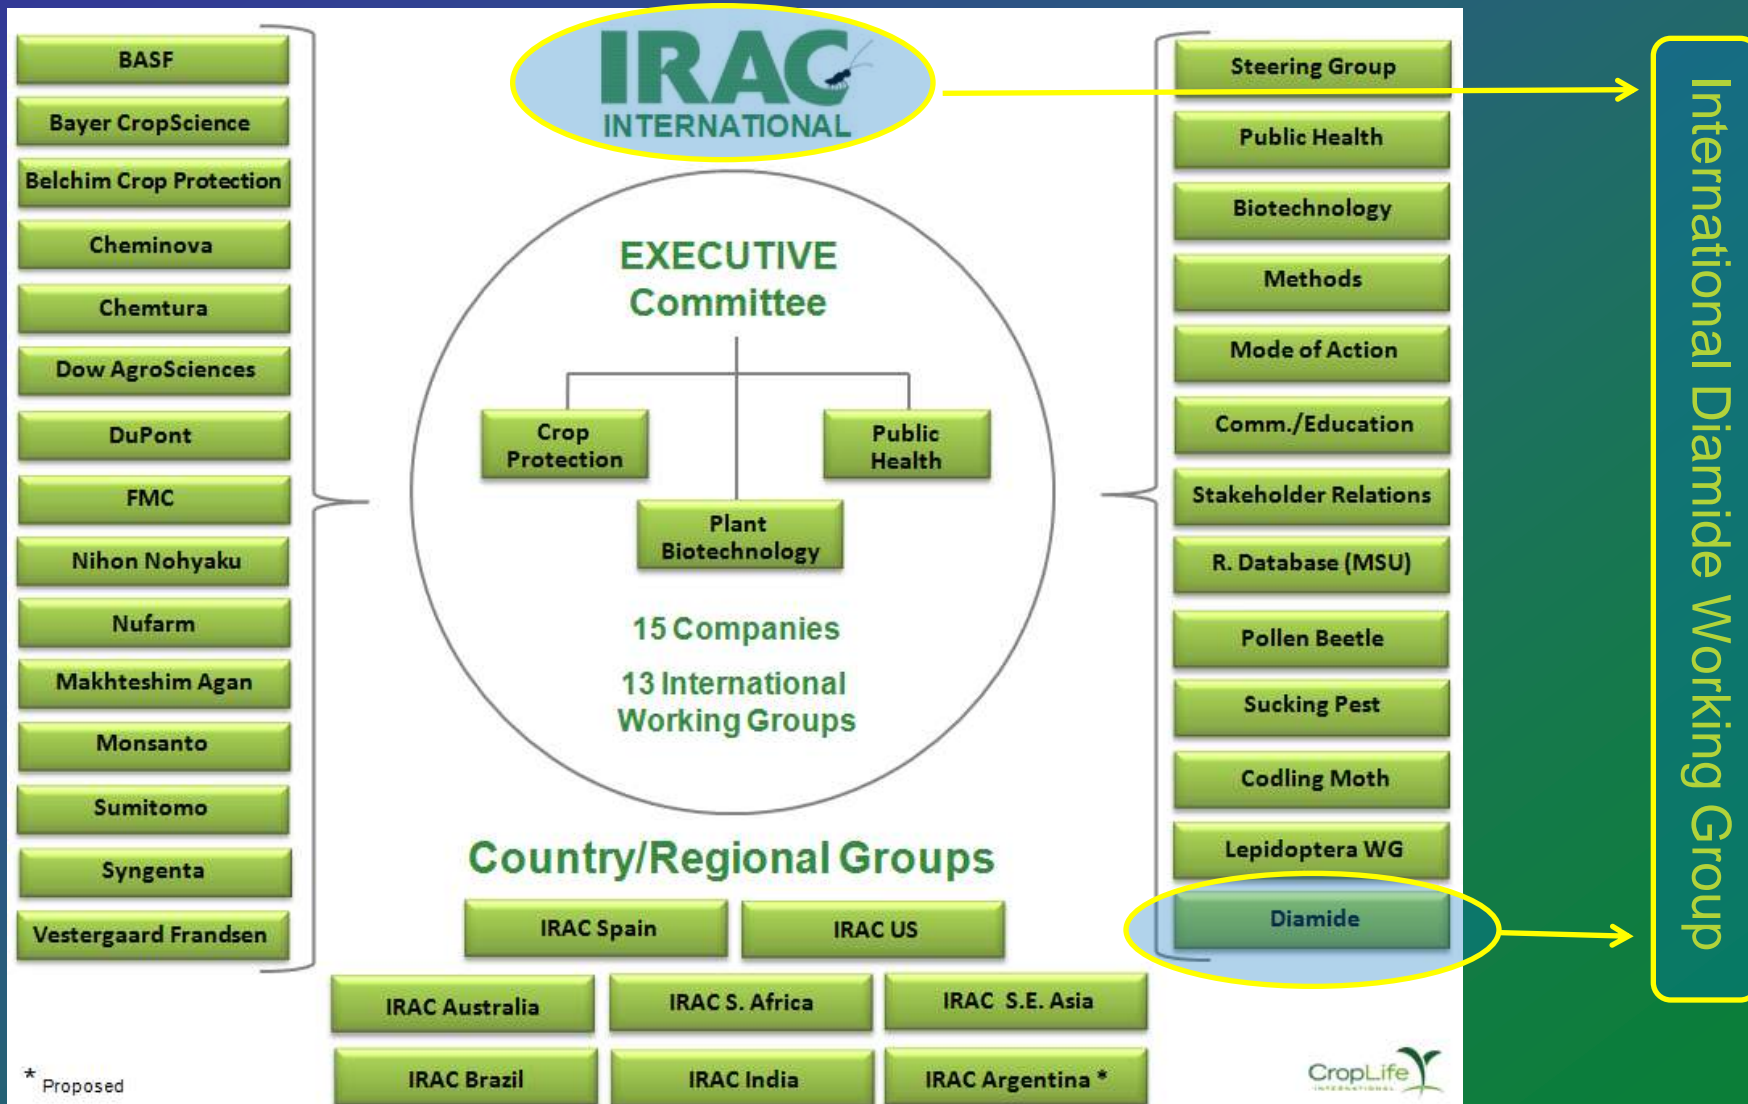 BASF
Bayer CropScience
Belchim Crop Protection
Cheminova
Chemtura
Dow AgroSciences
DuPont
FMC
Nihon Nohyaku
Nufarm
Makhteshim Agan
Monsanto
Sumitomo
Syngenta
Vestergaard Frandsen
* Proposed
IRAC
INTERNATIONAL
EXECUTIVE
Committee
Crop
Protection
Public
Health
Plant
Biotechnology
15 Companies
13 International
Working Groups
Country/Regional Groups
IRAC Spain
IRAC US
IRAC Australia
IRAC S. Africa
IRAC S.E. Asia
IRAC Brazil
IRAC India
IRAC Argentina *
Steering Group
Public Health
Biotechnology
Methods
Mode of Action
Comm./Education
Stakeholder Relations
R. Database (MSU)
Pollen Beetle
Sucking Pest
Codling Moth
Lepidoptera WG
Diamide
CropLife
INTERNATIONAL
International Diamide Working Group